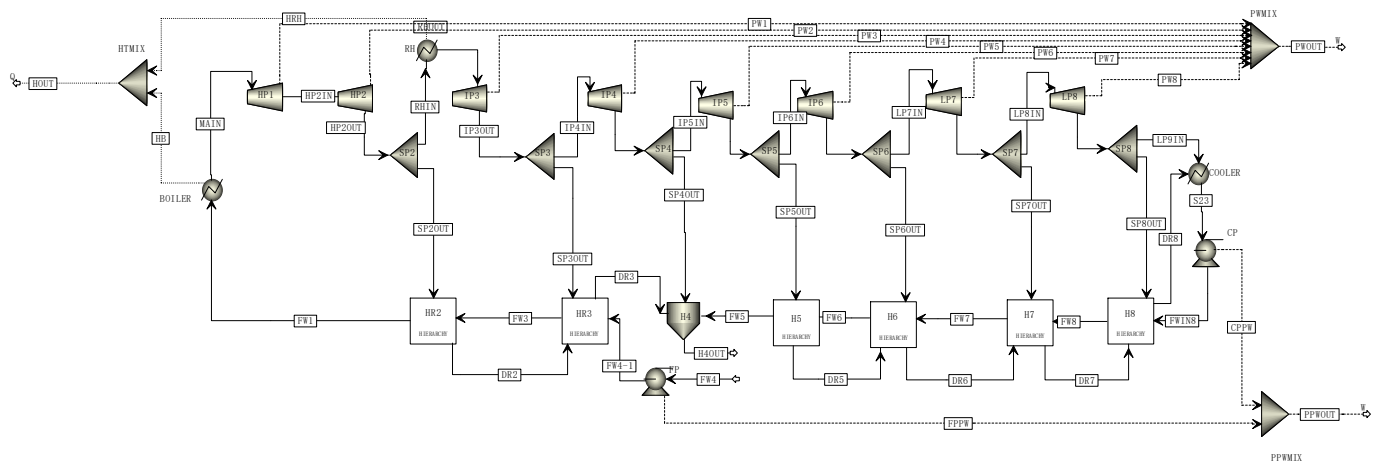 PWMIX
HRH
PW1
RH
PW2
PW3
PW4
PW5
PW6
PW7
PW8
W
PWOUT
HTMIX
Q
HOUT
HB
MAIN
BOILER
HP1
HP2IN
HP2
HP2OUT
RHIN
SP2
IP3
IP3OUT
SP3
IP4IN
IP4
SP4
IP5IN
IP5
SP5
IP6IN
IP6
SP6
LP7IN
LP7
SP7
LP8IN
LP8
SP8
LP9IN
COOLER
S23
CP
SP2OUT
SP3OUT
SP4OUT
SP5OUT
SP6OUT
SP7OUT
SP8OUT
DR8
FW1
HR2
HIERARCHY
FW3
HR3
HIERARCHY
DR3
H4
FW5
H5
HIERARCHY
FW6
H6
HIERARCHY
FW7
H7
HIERARCHY
FW8
H8
HIERARCHY
FWIN8
CPPW
H4OUT
DR2
FW4-1
FP
FW4
DR5
DR6
DR7
FPPW
PPWOUT
W
PPWMIX